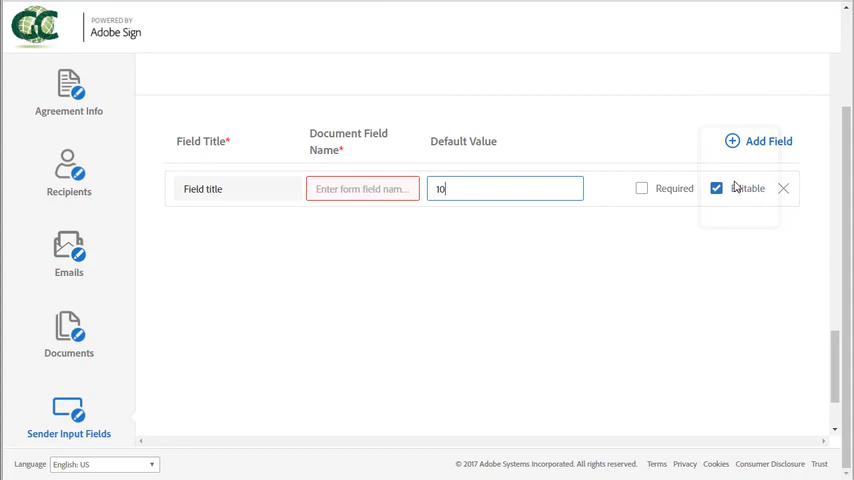 GC
POWERED BY
Adobe Sign
Agreement Info
Recipients
Emails
Documents
Sender Input Fields
Field Title*
Document Field
Name*
Default Value
Add Field
Field title
Enter form field nam...
10
Required
Editable
Language
English: US
© 2017 Adobe Systems Incorporated. All rights reserved.
Terms
Privacy
Cookies
Consumer Disclosure
Trust